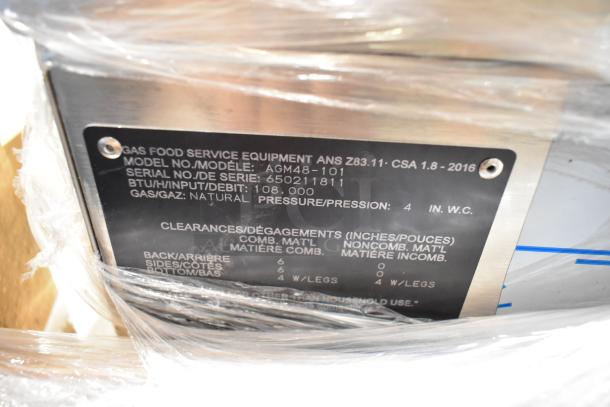 GAS FOOD SERVICE EQUIPMENT ANS Z83.11· CSA 1.8 - 2016
MODEL NO./MODÈLE: AGM48-101
SERIAL NO./DE SERIE: 650211811
BTU/H/INPUT/DEBIT: 108.000
GAS/GAZ: NATURAL PRESSURE/PRESSION: 4 IN. W.C.
CLEARANCES/DÉGAGEMENTS (INCHES/POUCES)
COMB. MAT'L NONCOMB. MAT'L
MATIÈRE COMB. MATIÈRE INCOMB.
BACK/ARRIÈRE 6 0
SIDES/CÔTÉS 6 0
BOTTOM/BAS 4 W/LEGS 4 W/LEGS
THAN HOUSEHOLD USE."